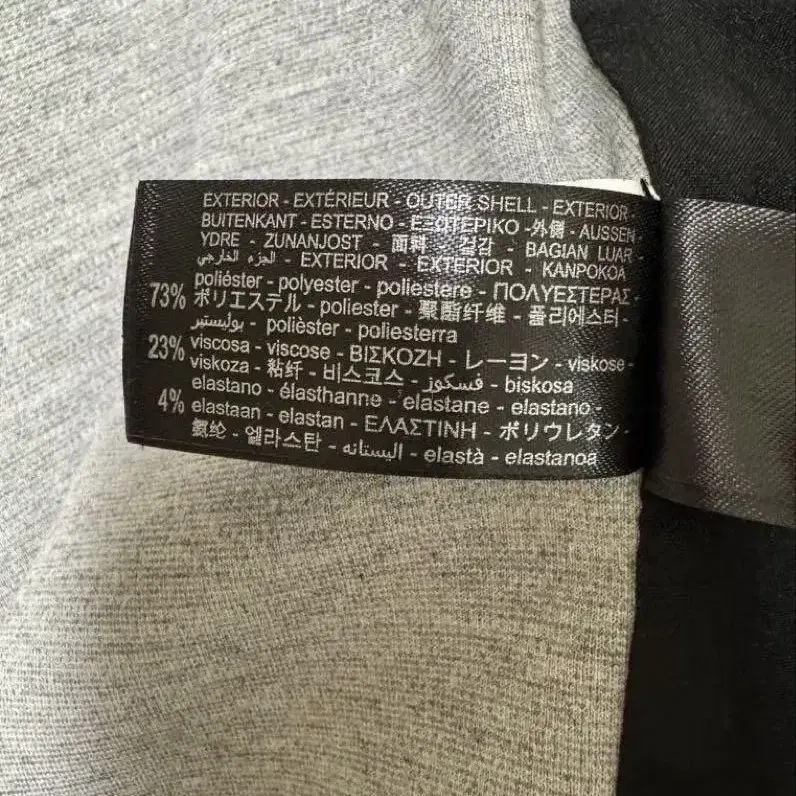 EXTERIOR - EXTÉRIEUR - OUTER SHELL - EXTERIOR -
BUITENKANT - ESTERNO - ΕΞΩΤΕΡΙΚΟ - 外側 - AUSSEN
YDRE - ZUNANJOST - 面料 겉감 - BAGIAN LUAR
الجزء الخارجي - EXTERIOR - EXTERIOR - KANPOKOA
73% poliéster - polyester - poliestere - ΠΟΛΥΕΣΤΕΡΑΣ -
ポリエステル - poliester - 聚酯纤维 - 폴리에스터 -
بوليستير - polièster - poliesterra
23% viscosa - viscose - ΒΙΣΚΟΖΗ - レーヨン - viskose -
viskoza - 粘纤 - 비스코스 - فسكوز - biskosa
4% elastano - élasthanne - elastane - elastano -
elastaan - elastan - ΕΛΑΣΤΙΝΗ - ポリウレタン -
氨纶 - 엘라스탄 - اليستانه - elastà - elastanoa